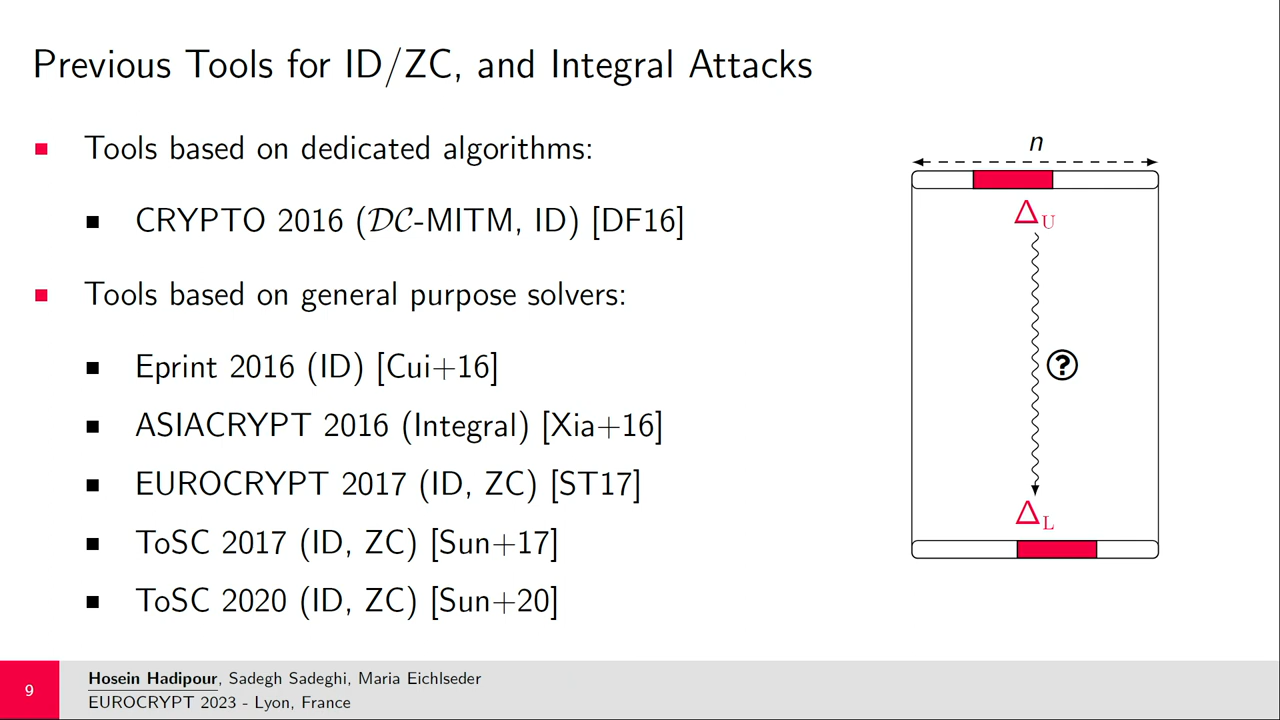 Previous Tools for ID/ZC, and Integral Attacks
Tools based on dedicated algorithms:
CRYPTO 2016 (𝒟𝒞-MITM, ID) [DF16]
Tools based on general purpose solvers:
Eprint 2016 (ID) [Cui+16]
ASIACRYPT 2016 (Integral) [Xia+16]
EUROCRYPT 2017 (ID, ZC) [ST17]
ToSC 2017 (ID, ZC) [Sun+17]
ToSC 2020 (ID, ZC) [Sun+20]
n
Δ_U
?
Δ_L
9
Hosein Hadipour, Sadegh Sadeghi, Maria Eichlseder
EUROCRYPT 2023 - Lyon, France